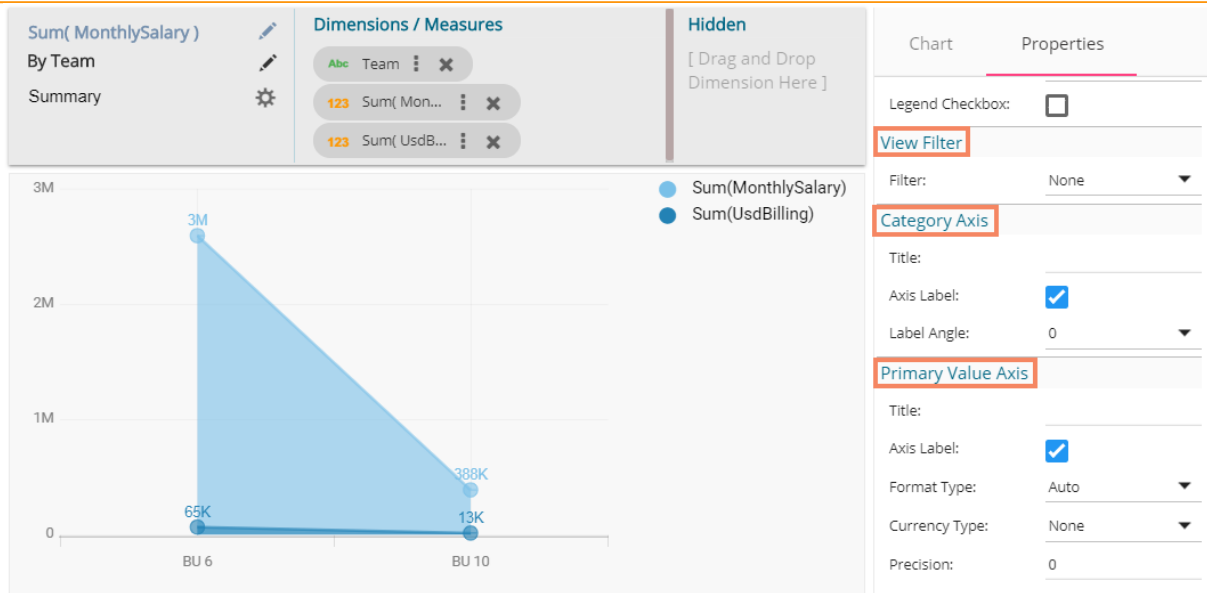 Sum( MonthlySalary )
By Team
Summary
Dimensions / Measures
Abc Team
123 Sum( Mon...
123 Sum( UsdB...
Hidden
[ Drag and Drop
Dimension Here ]
3M
2M
1M
0
3M
388K
65K
13K
BU 6
BU 10
Sum(MonthlySalary)
Sum(UsdBilling)
Chart Properties
Legend Checkbox:
View Filter
Filter: None
Category Axis
Title:
Axis Label:
Label Angle: 0
Primary Value Axis
Title:
Axis Label:
Format Type: Auto
Currency Type: None
Precision: 0